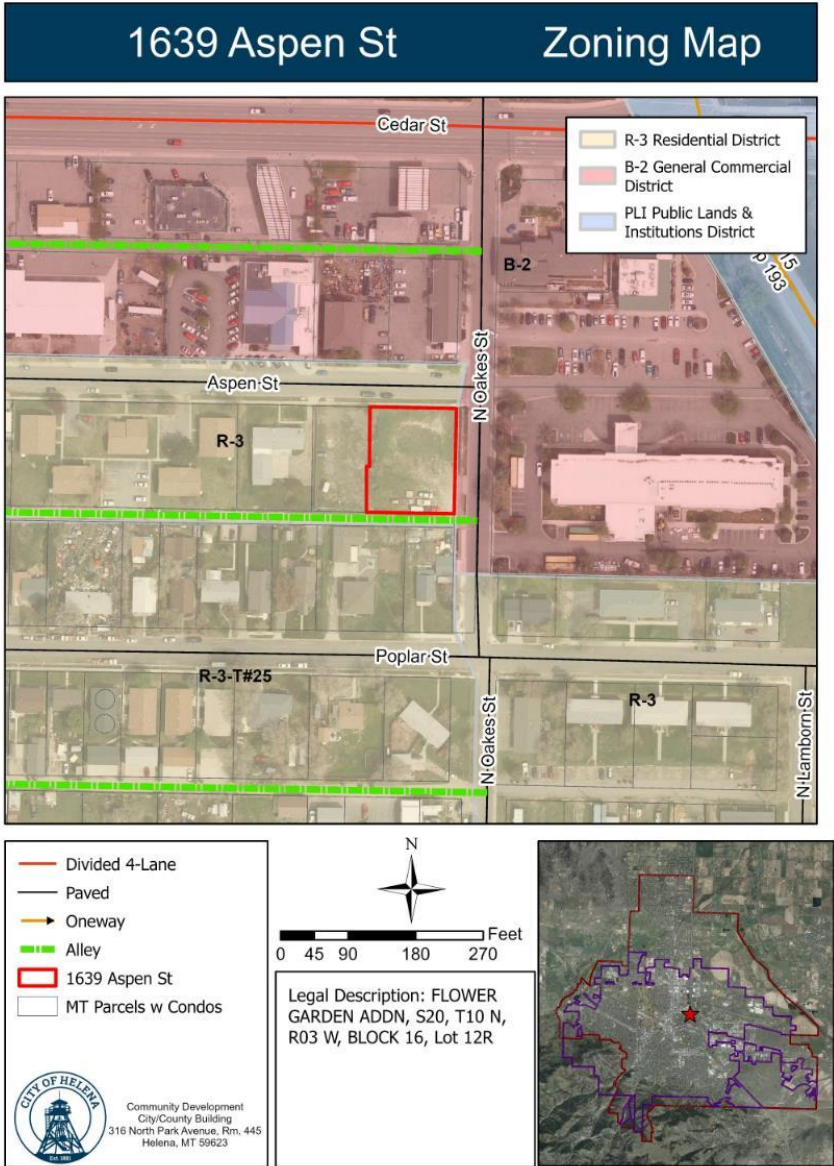 1639 Aspen St Zoning Map
Cedar St
R-3 Residential District
B-2 General Commercial
District
PLI Public Lands &
Institutions District
15
p 193
B-2
N Oakes St
Aspen St
R-3
Poplar St
R-3-T#25
R-3
N Oakes St
N Lamborn St
Divided 4-Lane
Paved
Oneway
Alley
1639 Aspen St
MT Parcels w Condos
CITY OF HELENA
Est. 1881
Community Development
City/County Building
316 North Park Avenue, Rm. 445
Helena, MT 59623
N
Feet
0 45 90 180 270
Legal Description: FLOWER
GARDEN ADDN, S20, T10 N,
R03 W, BLOCK 16, Lot 12R